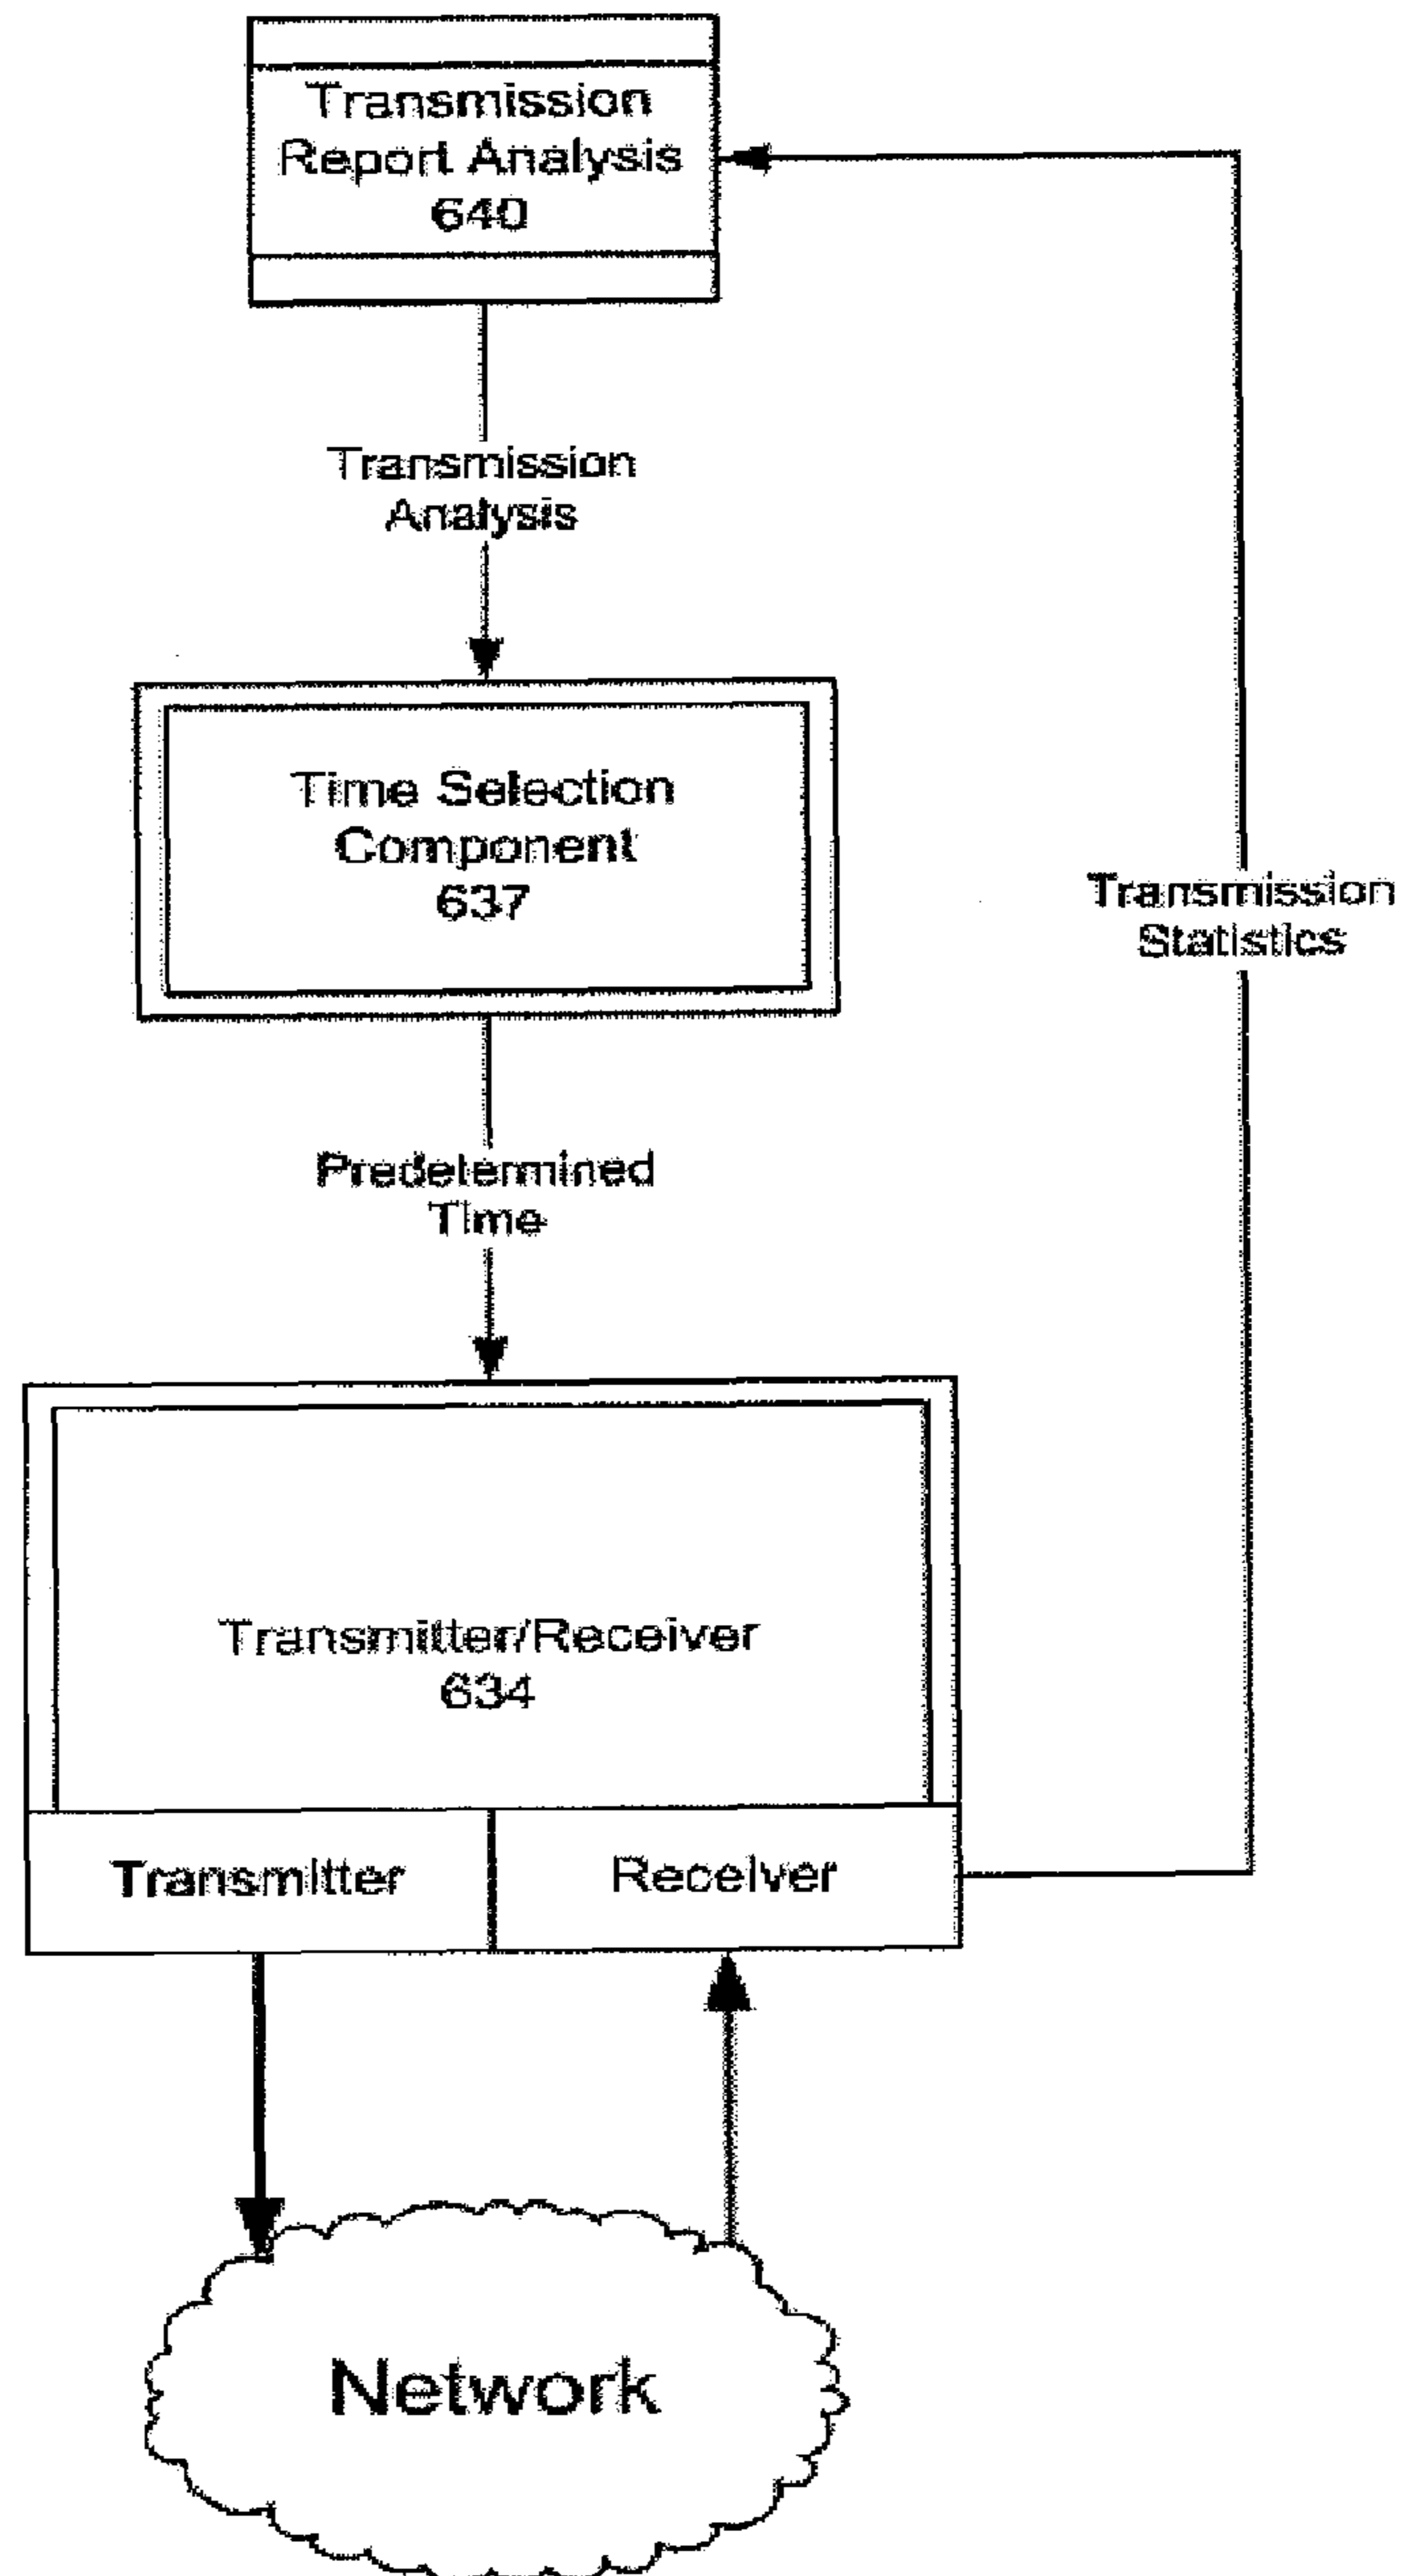 Transmission
Report Analysis
640
Transmission
Analysis
Time Selection
Component
637
Transmission
Statistics
Predetermined
Time
Transmitter/Receiver
634
Transmitter
Receiver
Network